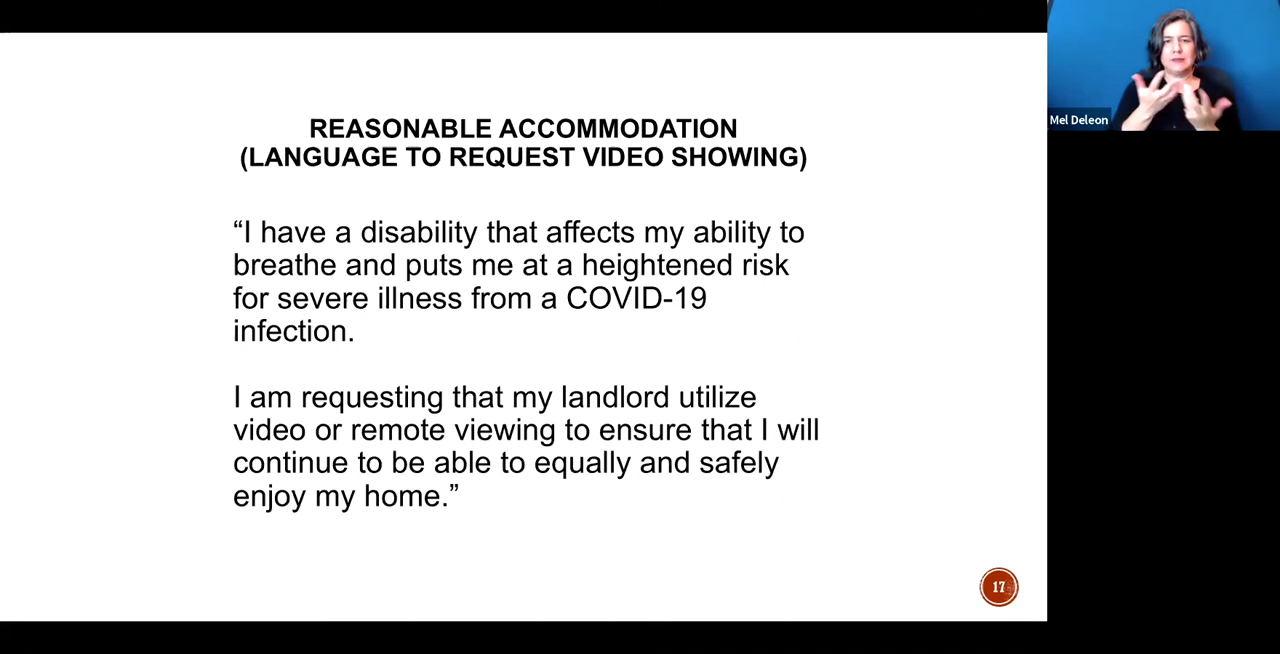 REASONABLE ACCOMMODATION
(LANGUAGE TO REQUEST VIDEO SHOWING)
“I have a disability that affects my ability to
breathe and puts me at a heightened risk
for severe illness from a COVID-19
infection.
I am requesting that my landlord utilize
video or remote viewing to ensure that I will
continue to be able to equally and safely
enjoy my home.”
17
Mel Deleon